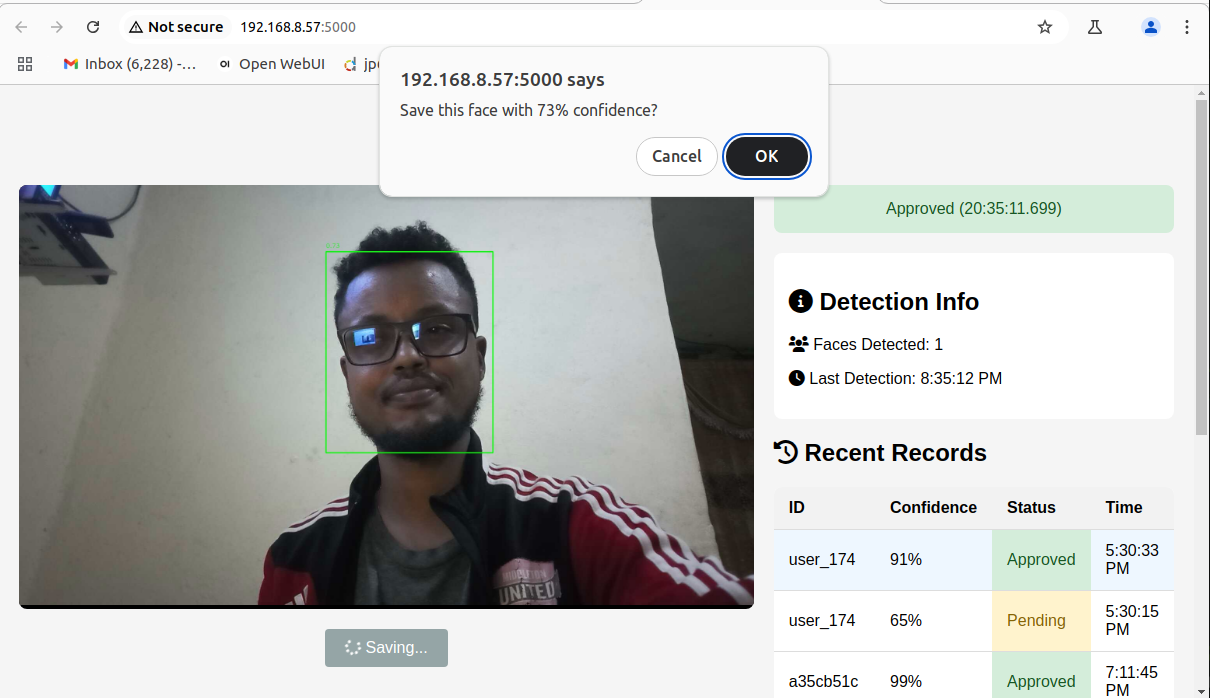 Not secure 192.168.8.57:5000
Inbox (6,228) -... OI Open WebUI
192.168.8.57:5000 says
Save this face with 73% confidence?
Cancel OK
Approved (20:35:11.699)
Detection Info
Faces Detected: 1
Last Detection: 8:35:12 PM
UNITED
Saving...
Recent Records
ID Confidence Status Time
user_174 91% Approved 5:30:33
PM
user_174 65% Pending 5:30:15
PM
a35cb51c 99% Approved 7:11:45
PM